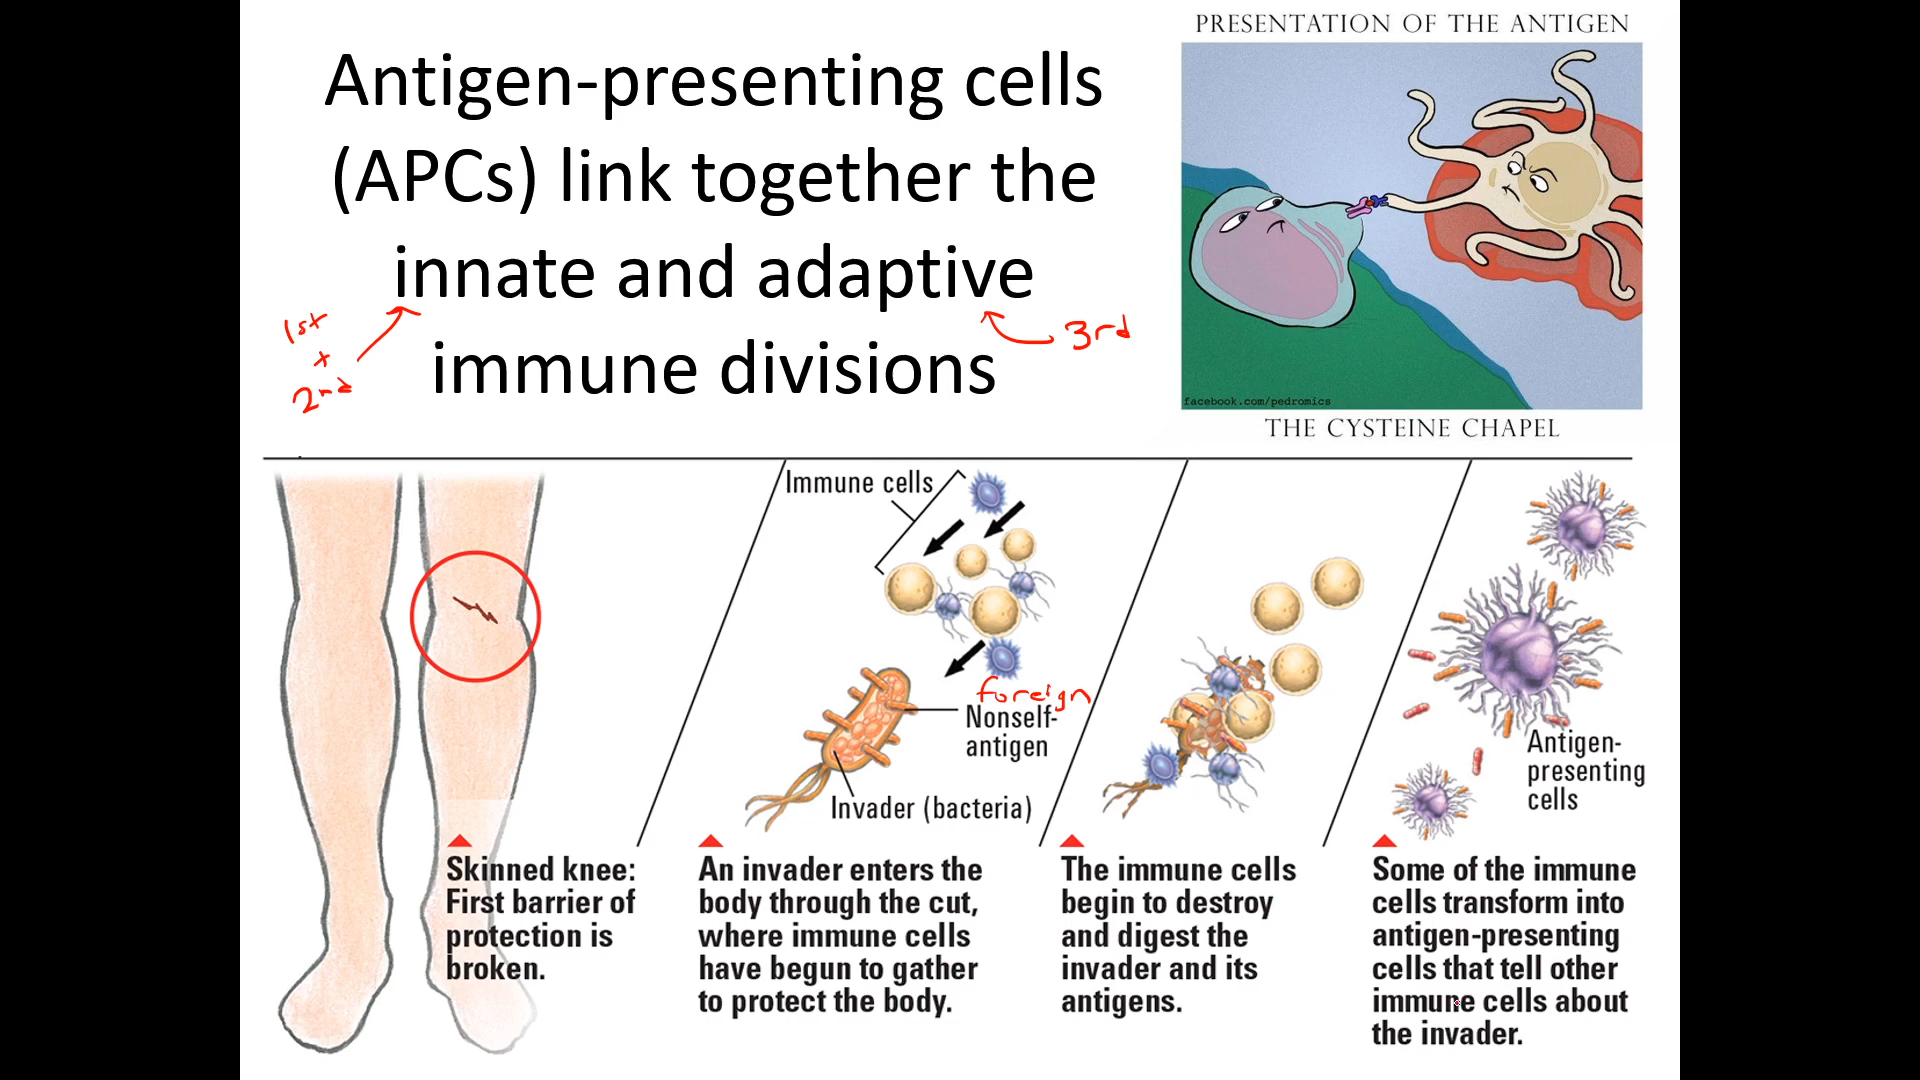 Antigen-presenting cells
(APCs) link together the
innate and adaptive
immune divisions
1st
+
2nd
3rd
PRESENTATION OF THE ANTIGEN
facebook.com/pedromics
THE CYSTEINE CHAPEL
Immune cells
foreign
Nonself-
antigen
Invader (bacteria)
Antigen-
presenting
cells
Skinned knee:
First barrier of
protection is
broken.
An invader enters the
body through the cut,
where immune cells
have begun to gather
to protect the body.
The immune cells
begin to destroy
and digest the
invader and its
antigens.
Some of the immune
cells transform into
antigen-presenting
cells that tell other
immune cells about
the invader.